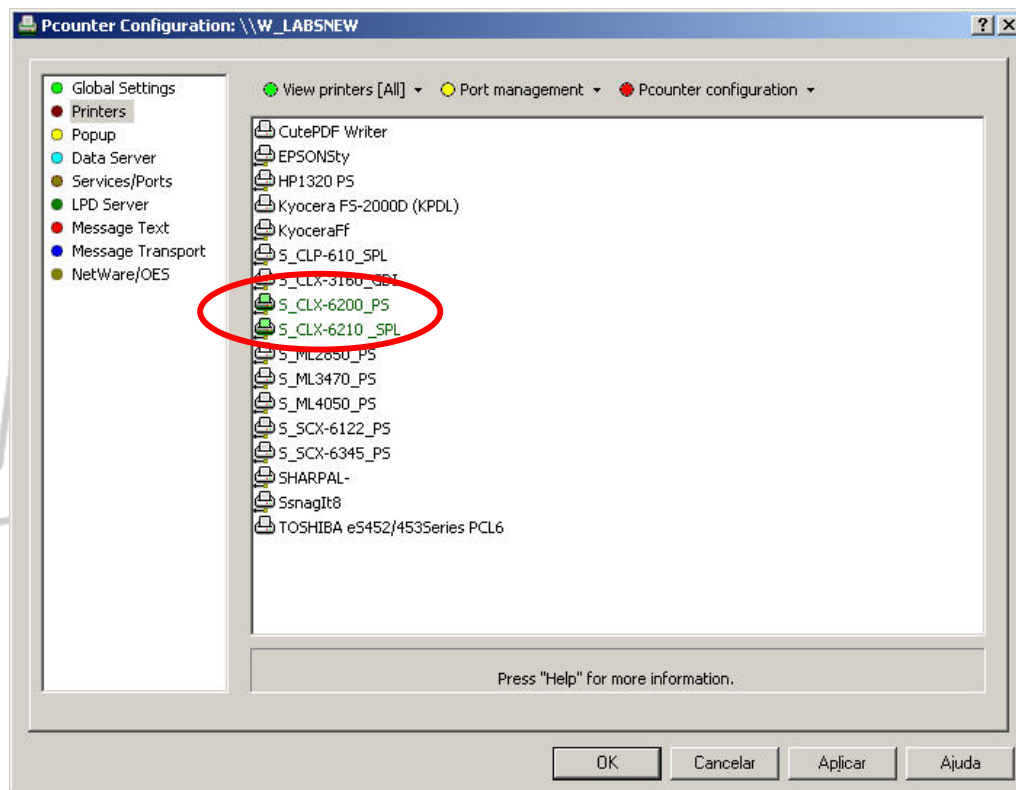 Pcounter Configuration: \\W_LABSNEW
Global Settings
Printers
Popup
Data Server
Services/Ports
LPD Server
Message Text
Message Transport
NetWare/OES
View printers [All] Port management Pcounter configuration
CutePDF Writer
EPSONSty
HP1320 PS
Kyocera FS-2000D (KPDL)
KyoceraFf
S_CLP-610_SPL
S_CLX-3160_GDI
S_CLX-6200_PS
S_CLX-6210 _SPL
S_ML2850_PS
S_ML3470_PS
S_ML4050_PS
S_SCX-6122_PS
S_SCX-6345_PS
SHARPAL-
SsnagIt8
TOSHIBA eS452/453Series PCL6
Press "Help" for more information.
OK Cancelar Aplicar Ajuda